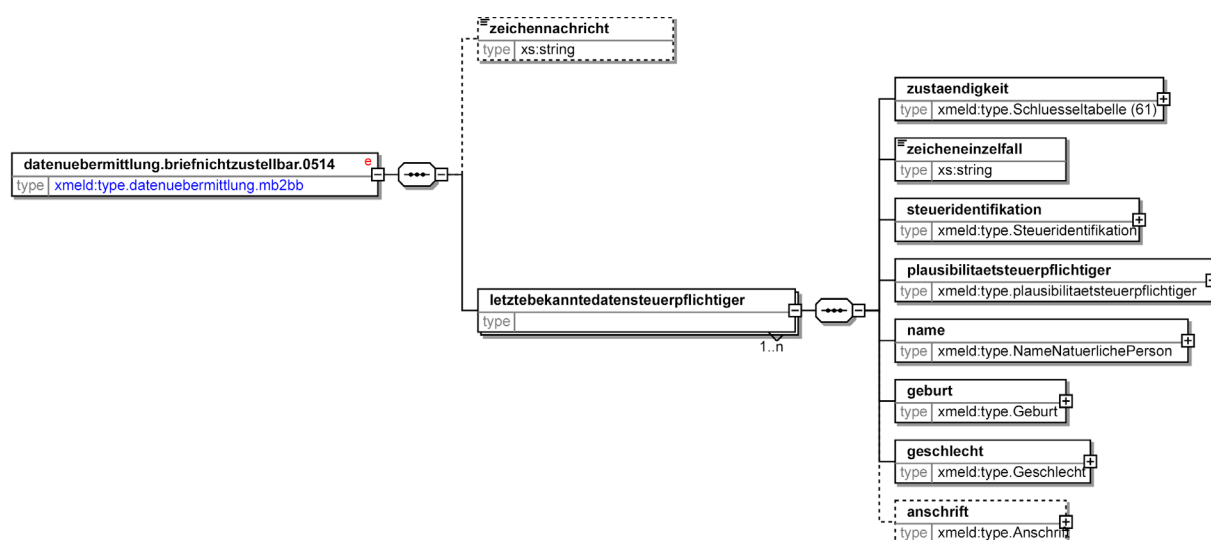 zeichennachricht
type xs:string
zustaendigkeit
type xmeld:type.Schluesseltabelle (61)
datenuebermittlung.briefnichtzustellbar.0514 e
type xmeld:type.datenuebermittlung.mb2bb
zeicheneinzelfall
type xs:string
steueridentifikation
type xmeld:type.Steueridentifikation
plausibilitaetsteuerpflichtiger
type xmeld:type.plausibilitaetsteuerpflichtiger
letztebekanntedatensteuerpflichtiger
type
1..n
name
type xmeld:type.NameNatuerlichePerson
geburt
type xmeld:type.Geburt
geschlecht
type xmeld:type.Geschlecht
anschrift
type xmeld:type.Anschrift